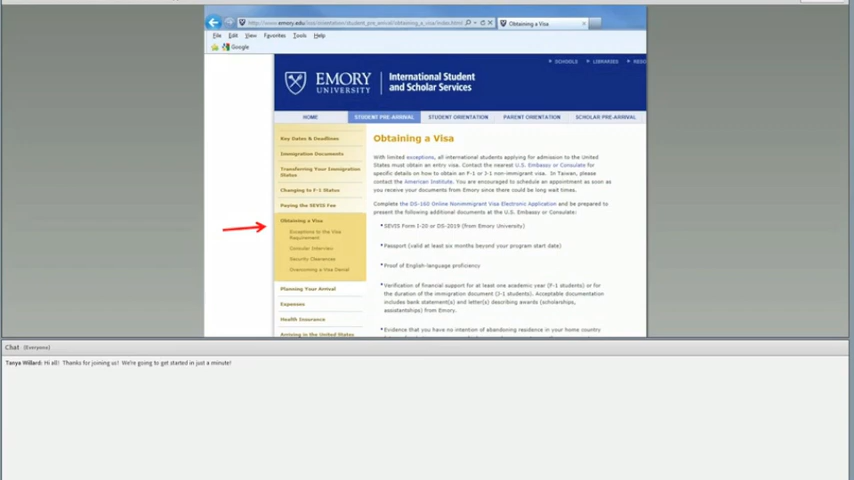 http://www.emory.edu/isss/orientation/student_pre_arrival/obtaining_a_visa/index.html
Obtaining a Visa
File Edit View Favorites Tools Help
Google
SCHOOLS LIBRARIES
EMORY
UNIVERSITY
International Student
and Scholar Services
HOME STUDENT PRE-ARRIVAL STUDENT ORIENTATION PARENT ORIENTATION SCHOLAR PRE-ARRIVAL
Key Dates & Deadlines
Immigration Documents
Transferring Your Immigration
Status
Changing to F-1 Status
Paying the SEVIS Fee
Obtaining a Visa
Exceptions to the Visa
Requirement
Consular Interview
Security Clearances
Overcoming a Visa Denial
Planning Your Arrival
Expenses
Health Insurance
Arriving in the United States
Obtaining a Visa
With limited exceptions, all international students applying for admission to the United
States must obtain an entry visa. Contact the nearest U.S. Embassy or Consulate for
specific details on how to obtain an F-1 or J-1 non-immigrant visa. In Taiwan, please
contact the American Institute. You are encouraged to schedule an appointment as soon as
you receive your documents from Emory since there could be long wait times.
Complete the DS-160 Online Nonimmigrant Visa Electronic Application and be prepared to
present the following additional documents at the U.S. Embassy or Consulate:
• SEVIS Form I-20 or DS-2019 (from Emory University)
• Passport (valid at least six months beyond your program start date)
• Proof of English-language proficiency
• Verification of financial support for at least one academic year (F-1 students) or for
the duration of the immigration document (J-1 students). Acceptable documentation
includes bank statement(s) and letter(s) describing awards (scholarships,
assistantships) from Emory.
• Evidence that you have no intention of abandoning residence in your home country
Chat (Everyone)
Tanya Willard: Hi all! Thanks for joining us! We're going to get started in just a minute!